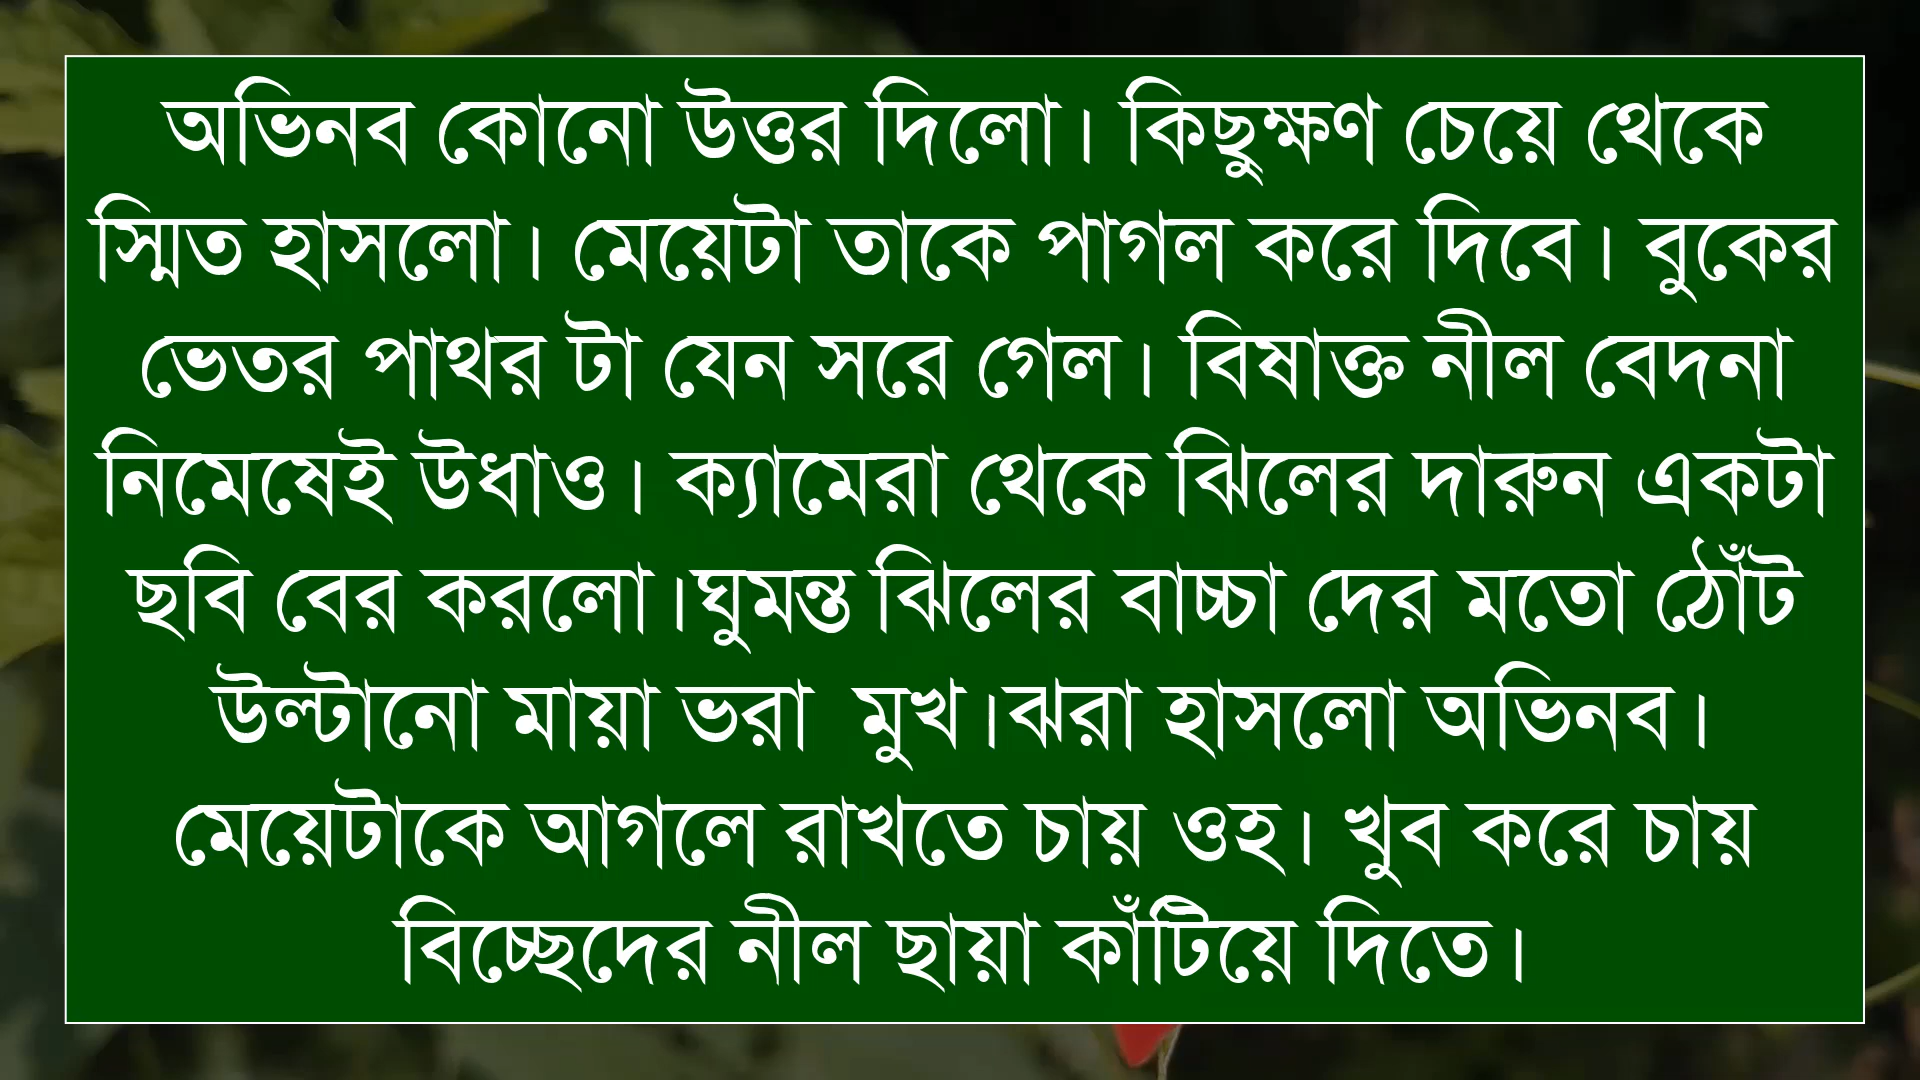 অভিনব কোনো উত্তর দিলো। কিছুক্ষণ চেয়ে থেকে
স্মিত হাসলো। মেয়েটা তাকে পাগল করে দিবে। বুকের
ভেতর পাথর টা যেন সরে গেল। বিষাক্ত নীল বেদনা
নিমেষেই উধাও। ক্যামেরা থেকে ঝিলের দারুন একটা
ছবি বের করলো।ঘুমন্ত ঝিলের বাচ্চা দের মতো ঠোঁট
উল্টানো মায়া ভরা  মুখ।ঝরা হাসলো অভিনব।
মেয়েটাকে আগলে রাখতে চায় ওহ। খুব করে চায়
বিচ্ছেদের নীল ছায়া কাঁটিয়ে দিতে।